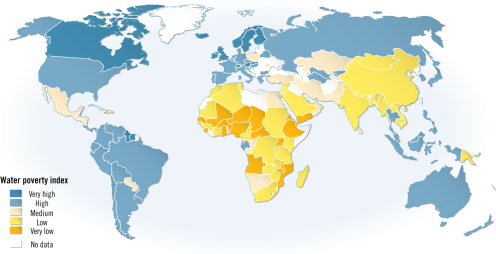 Water poverty index
Very high
High
Medium
Low
Very low
No data